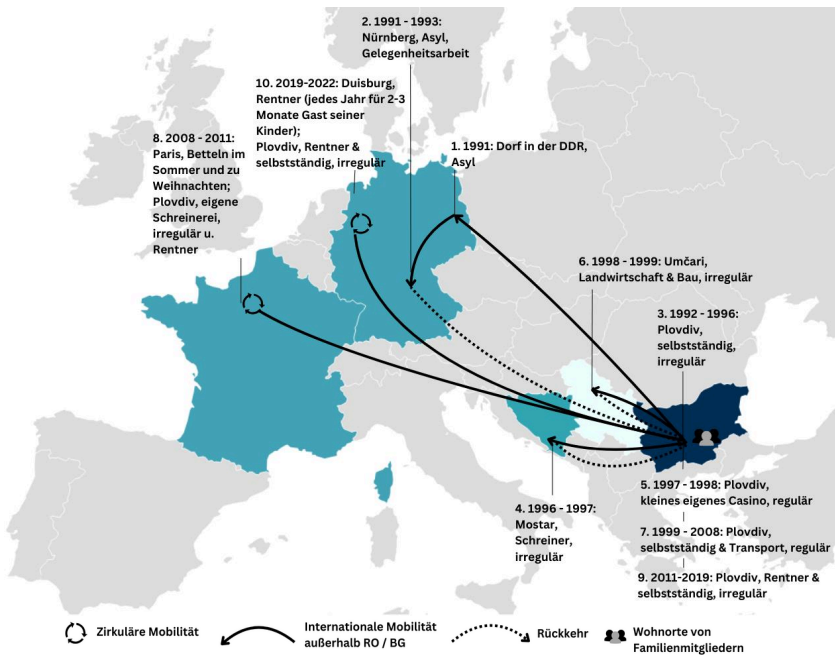 2. 1991 - 1993:
Nürnberg, Asyl,
Gelegenheitsarbeit
10. 2019-2022: Duisburg,
Rentner (jedes Jahr für 2-3
Monate Gast seiner
Kinder);
Plovdiv, Rentner &
selbstständig, irregulär
8. 2008 - 2011:
Paris, Betteln im
Sommer und zu
Weihnachten;
Plovdiv, eigene
Schreinerei,
irregulär u.
Rentner
1. 1991: Dorf in der DDR,
Asyl
6. 1998 - 1999: Umčari,
Landwirtschaft & Bau, irregulär
3. 1992 - 1996:
Plovdiv,
selbstständig,
irregulär
4. 1996 - 1997:
Mostar,
Schreiner,
irregulär
5. 1997 - 1998: Plovdiv,
kleines eigenes Casino, regulär
7. 1999 - 2008: Plovdiv,
selbstständig & Transport, regulär
9. 2011-2019: Plovdiv, Rentner &
selbstständig, irregulär
Zirkuläre Mobilität
Internationale Mobilität
außerhalb RO / BG
Rückkehr
Wohnorte von
Familienmitgliedern